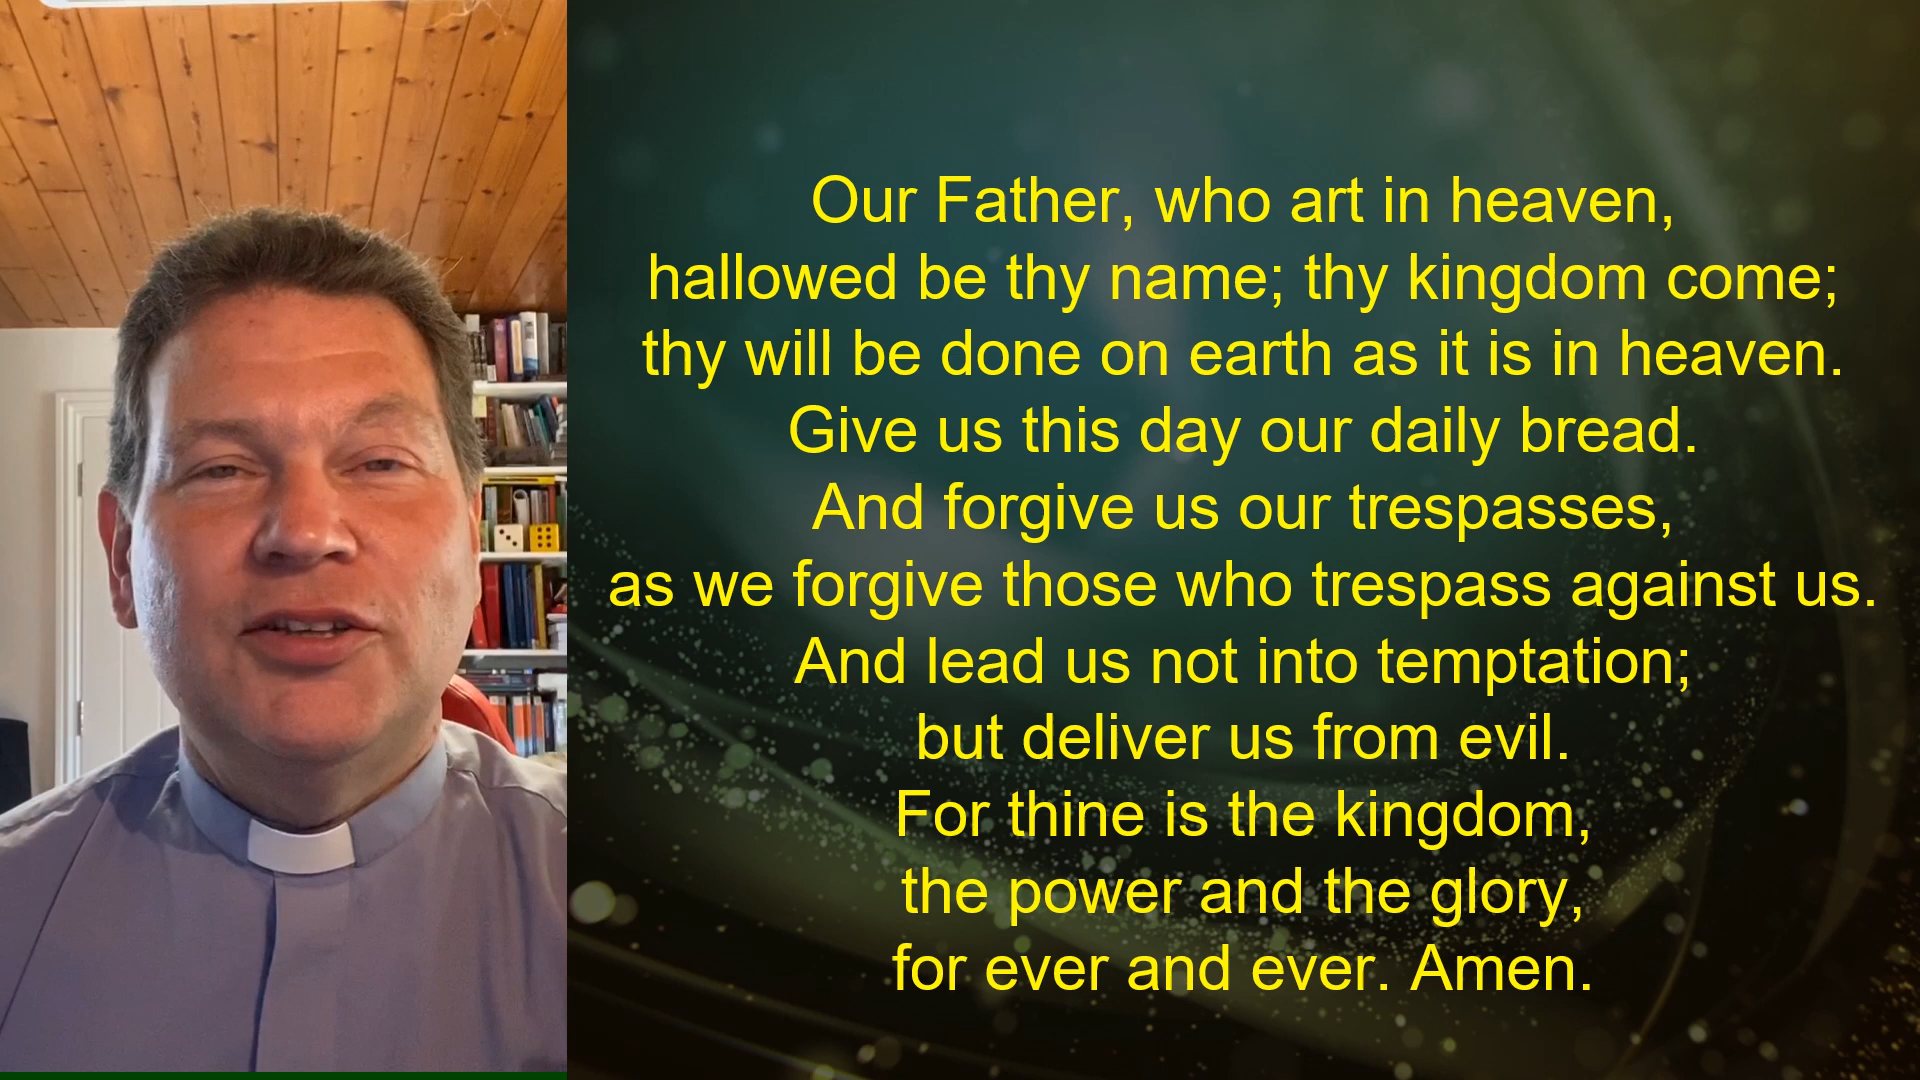 Our Father, who art in heaven,
hallowed be thy name; thy kingdom come;
thy will be done on earth as it is in heaven.
Give us this day our daily bread.
And forgive us our trespasses,
as we forgive those who trespass against us.
And lead us not into temptation;
but deliver us from evil.
For thine is the kingdom,
the power and the glory,
for ever and ever. Amen.